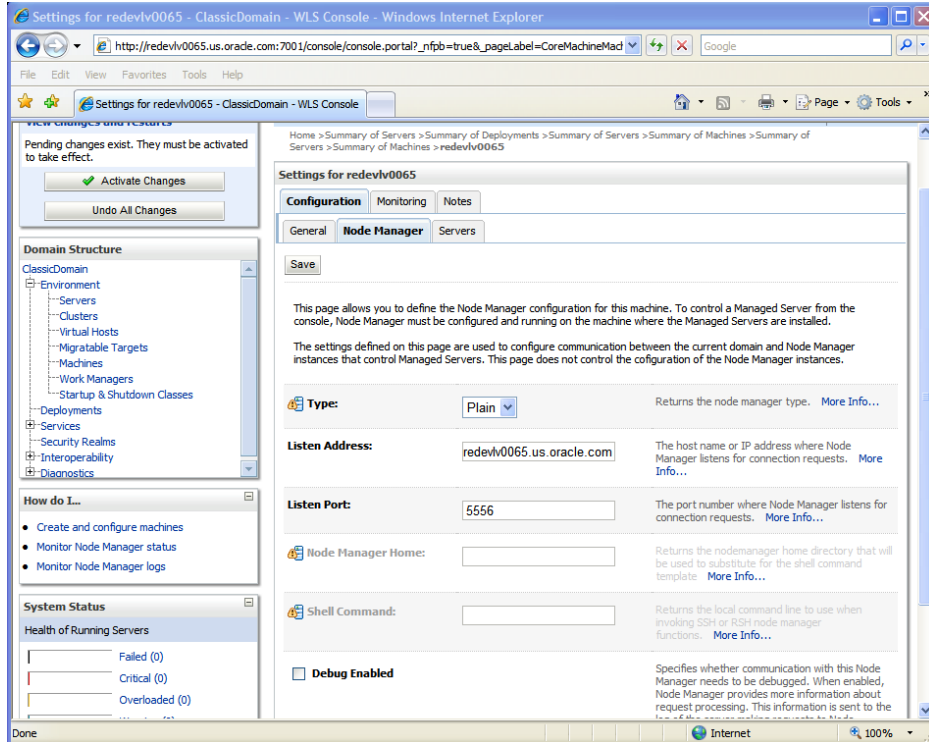 Settings for redevlv0065 - ClassicDomain - WLS Console - Windows Internet Explorer
http://redevlv0065.us.oracle.com:7001/console/console.portal?_nfpb=true&_pageLabel=CoreMachineMacl
Google
File Edit View Favorites Tools Help
Settings for redevlv0065 - ClassicDomain - WLS Console
Page Tools
View changes and restarts
Pending changes exist. They must be activated
to take effect.
Activate Changes
Undo All Changes
Domain Structure
ClassicDomain
Environment
Servers
Clusters
Virtual Hosts
Migratable Targets
Machines
Work Managers
Startup & Shutdown Classes
Deployments
Services
Security Realms
Interoperability
Diagnostics
How do I...
Create and configure machines
Monitor Node Manager status
Monitor Node Manager logs
System Status
Health of Running Servers
Failed (0)
Critical (0)
Overloaded (0)
Home >Summary of Servers >Summary of Deployments >Summary of Servers >Summary of Machines >Summary of
Servers >Summary of Machines >redevlv0065
Settings for redevlv0065
Configuration Monitoring Notes
General Node Manager Servers
Save
This page allows you to define the Node Manager configuration for this machine. To control a Managed Server from the
console, Node Manager must be configured and running on the machine where the Managed Servers are installed.
The settings defined on this page are used to configure communication between the current domain and Node Manager
instances that control Managed Servers. This page does not control the cofiguration of the Node Manager instances.
Type: Plain Returns the node manager type. More Info...
Listen Address: redevlv0065.us.oracle.com The host name or IP address where Node
Manager listens for connection requests. More
Info...
Listen Port: 5556 The port number where Node Manager listens for
connection requests. More Info...
Node Manager Home: Returns the nodemanager home directory that will
be used to substitute for the shell command
template More Info...
Shell Command: Returns the local command line to use when
invoking SSH or RSH node manager
functions. More Info...
Debug Enabled Specifies whether communication with this Node
Manager needs to be debugged. When enabled,
Node Manager provides more information about
request processing. This information is sent to the
Done Internet 100%